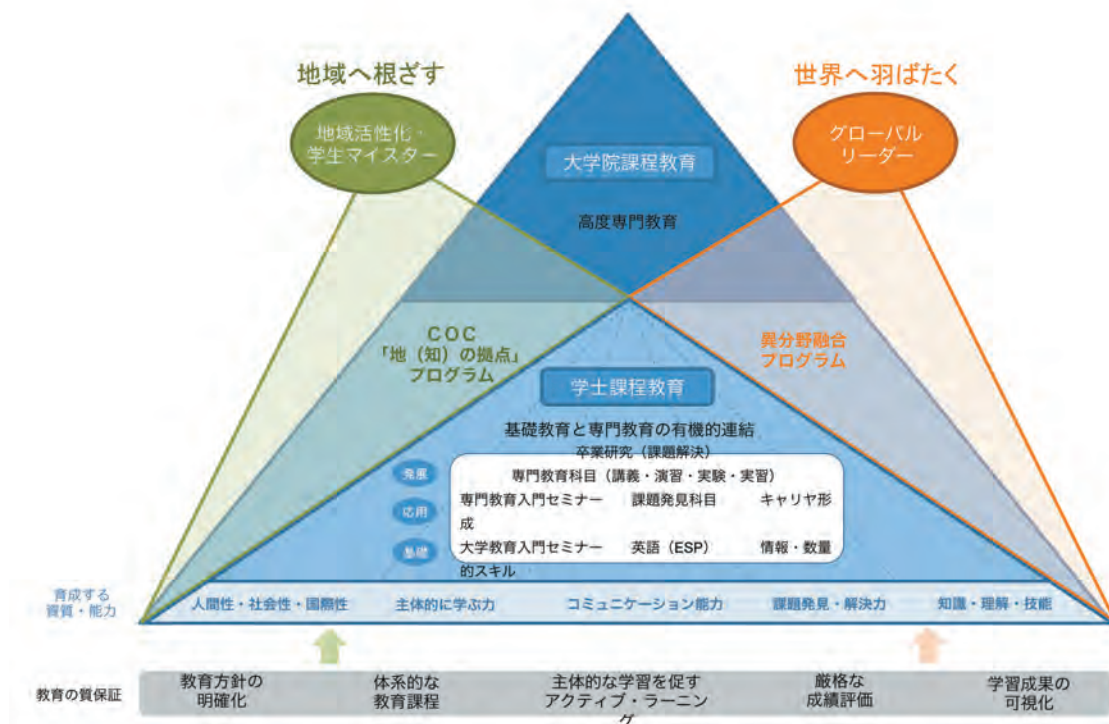 地域へ根ざす
世界へ羽ばたく
地域活性化・
学生マイスター
グローバル
リーダー
大学院課程教育
高度専門教育
COC
「地（知）の拠点」
プログラム
異分野融合
プログラム
学士課程教育
基礎教育と専門教育の有機的連結
卒業研究（課題解決）
発展
専門教育科目（講義・演習・実験・実習）
応用
専門教育入門セミナー 課題発見科目 キャリヤ形
成
基礎
大学教育入門セミナー 英語（ESP） 情報・数量
的スキル
育成する
資質・能力
人間性・社会性・国際性 主体的に学ぶ力 コミュニケーション能力 課題発見・解決力 知識・理解・技能
教育の質保証
教育方針の
明確化
体系的な
教育課程
主体的な学習を促す
アクティブ・ラーニン
グ
厳格な
成績評価
学習成果の
可視化